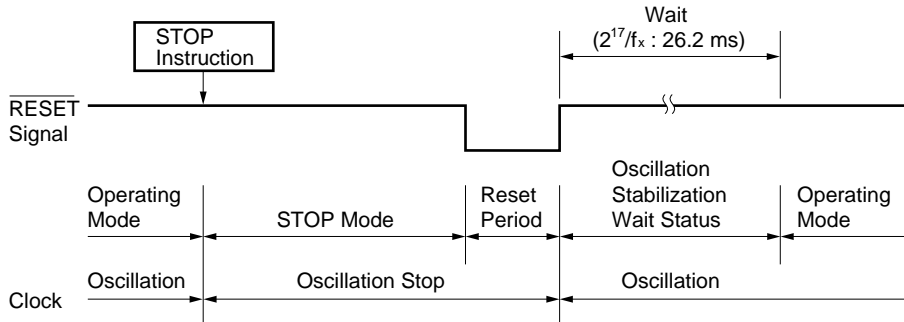 Wait
(2¹⁷/fx : 26.2 ms)
STOP
Instruction
RESET
Signal
Operating
Mode
STOP Mode
Reset
Period
Oscillation
Stabilization
Wait Status
Operating
Mode
Clock
Oscillation
Oscillation Stop
Oscillation